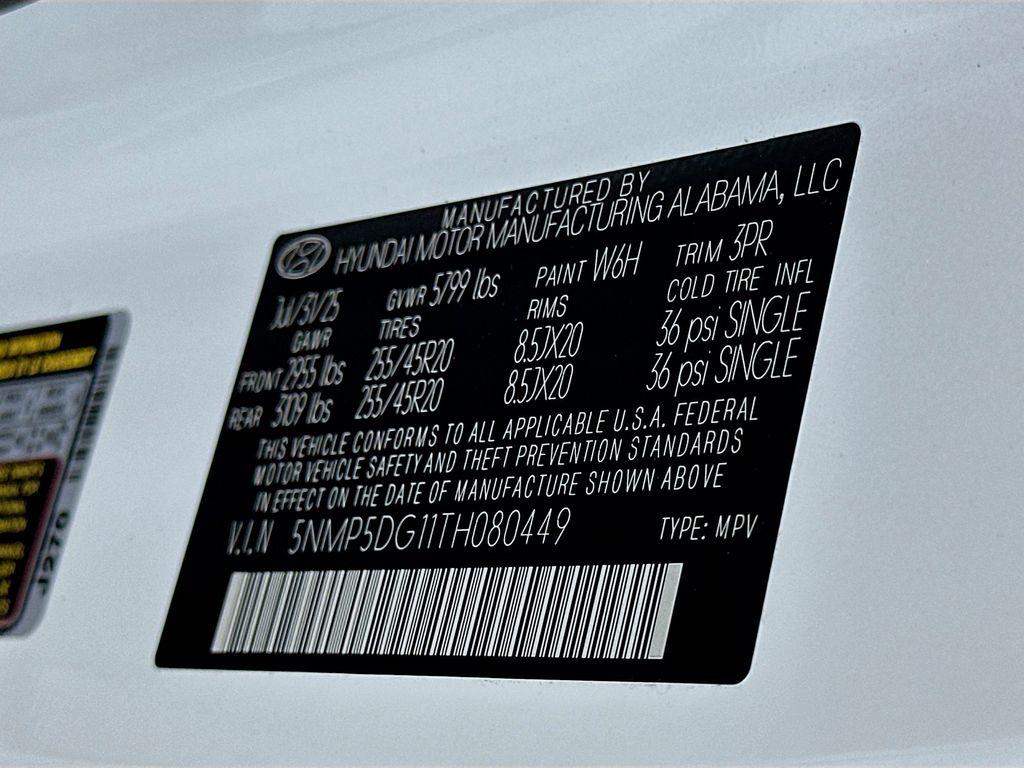 MANUFACTURED BY
HYUNDAI MOTOR MANUFACTURING ALABAMA, LLC
JUl/31/25 GVWR 5799 lbs PAINT W6H TRIM 3PR
GAWR TIRES RIMS COLD TIRE INFL
FRONT 2955 lbs 255/45R20 8.5JX20 36 psi SINGLE
REAR 3109 lbs 255/45R20 8.5JX20 36 psi SINGLE
THIS VEHICLE CONFORMS TO ALL APPLICABLE U.S.A. FEDERAL
MOTOR VEHICLE SAFETY AND THEFT PREVENTION STANDARDS
IN EFFECT ON THE DATE OF MANUFACTURE SHOWN ABOVE
V.I.N 5NMP5DG11TH080449 TYPE: MPV
J270